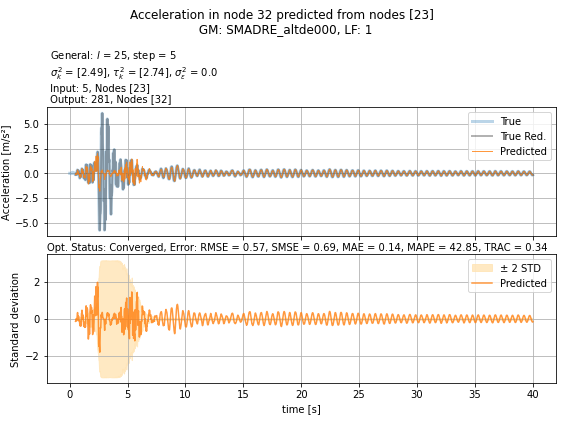 Acceleration in node 32 predicted from nodes [23]
GM: SMADRE_altde000, LF: 1
General: l = 25, step = 5
σ²ₖ = [2.49], τ²ₖ = [2.74], σ²ₑ = 0.0
Input: 5, Nodes [23]
Output: 281, Nodes [32]
5.0
2.5
0.0
−2.5
−5.0
Acceleration [m/s²]
True
True Red.
Predicted
Opt. Status: Converged, Error: RMSE = 0.57, SMSE = 0.69, MAE = 0.14, MAPE = 42.85, TRAC = 0.34
2
0
−2
Standard deviation
± 2 STD
Predicted
0 5 10 15 20 25 30 35 40
time [s]